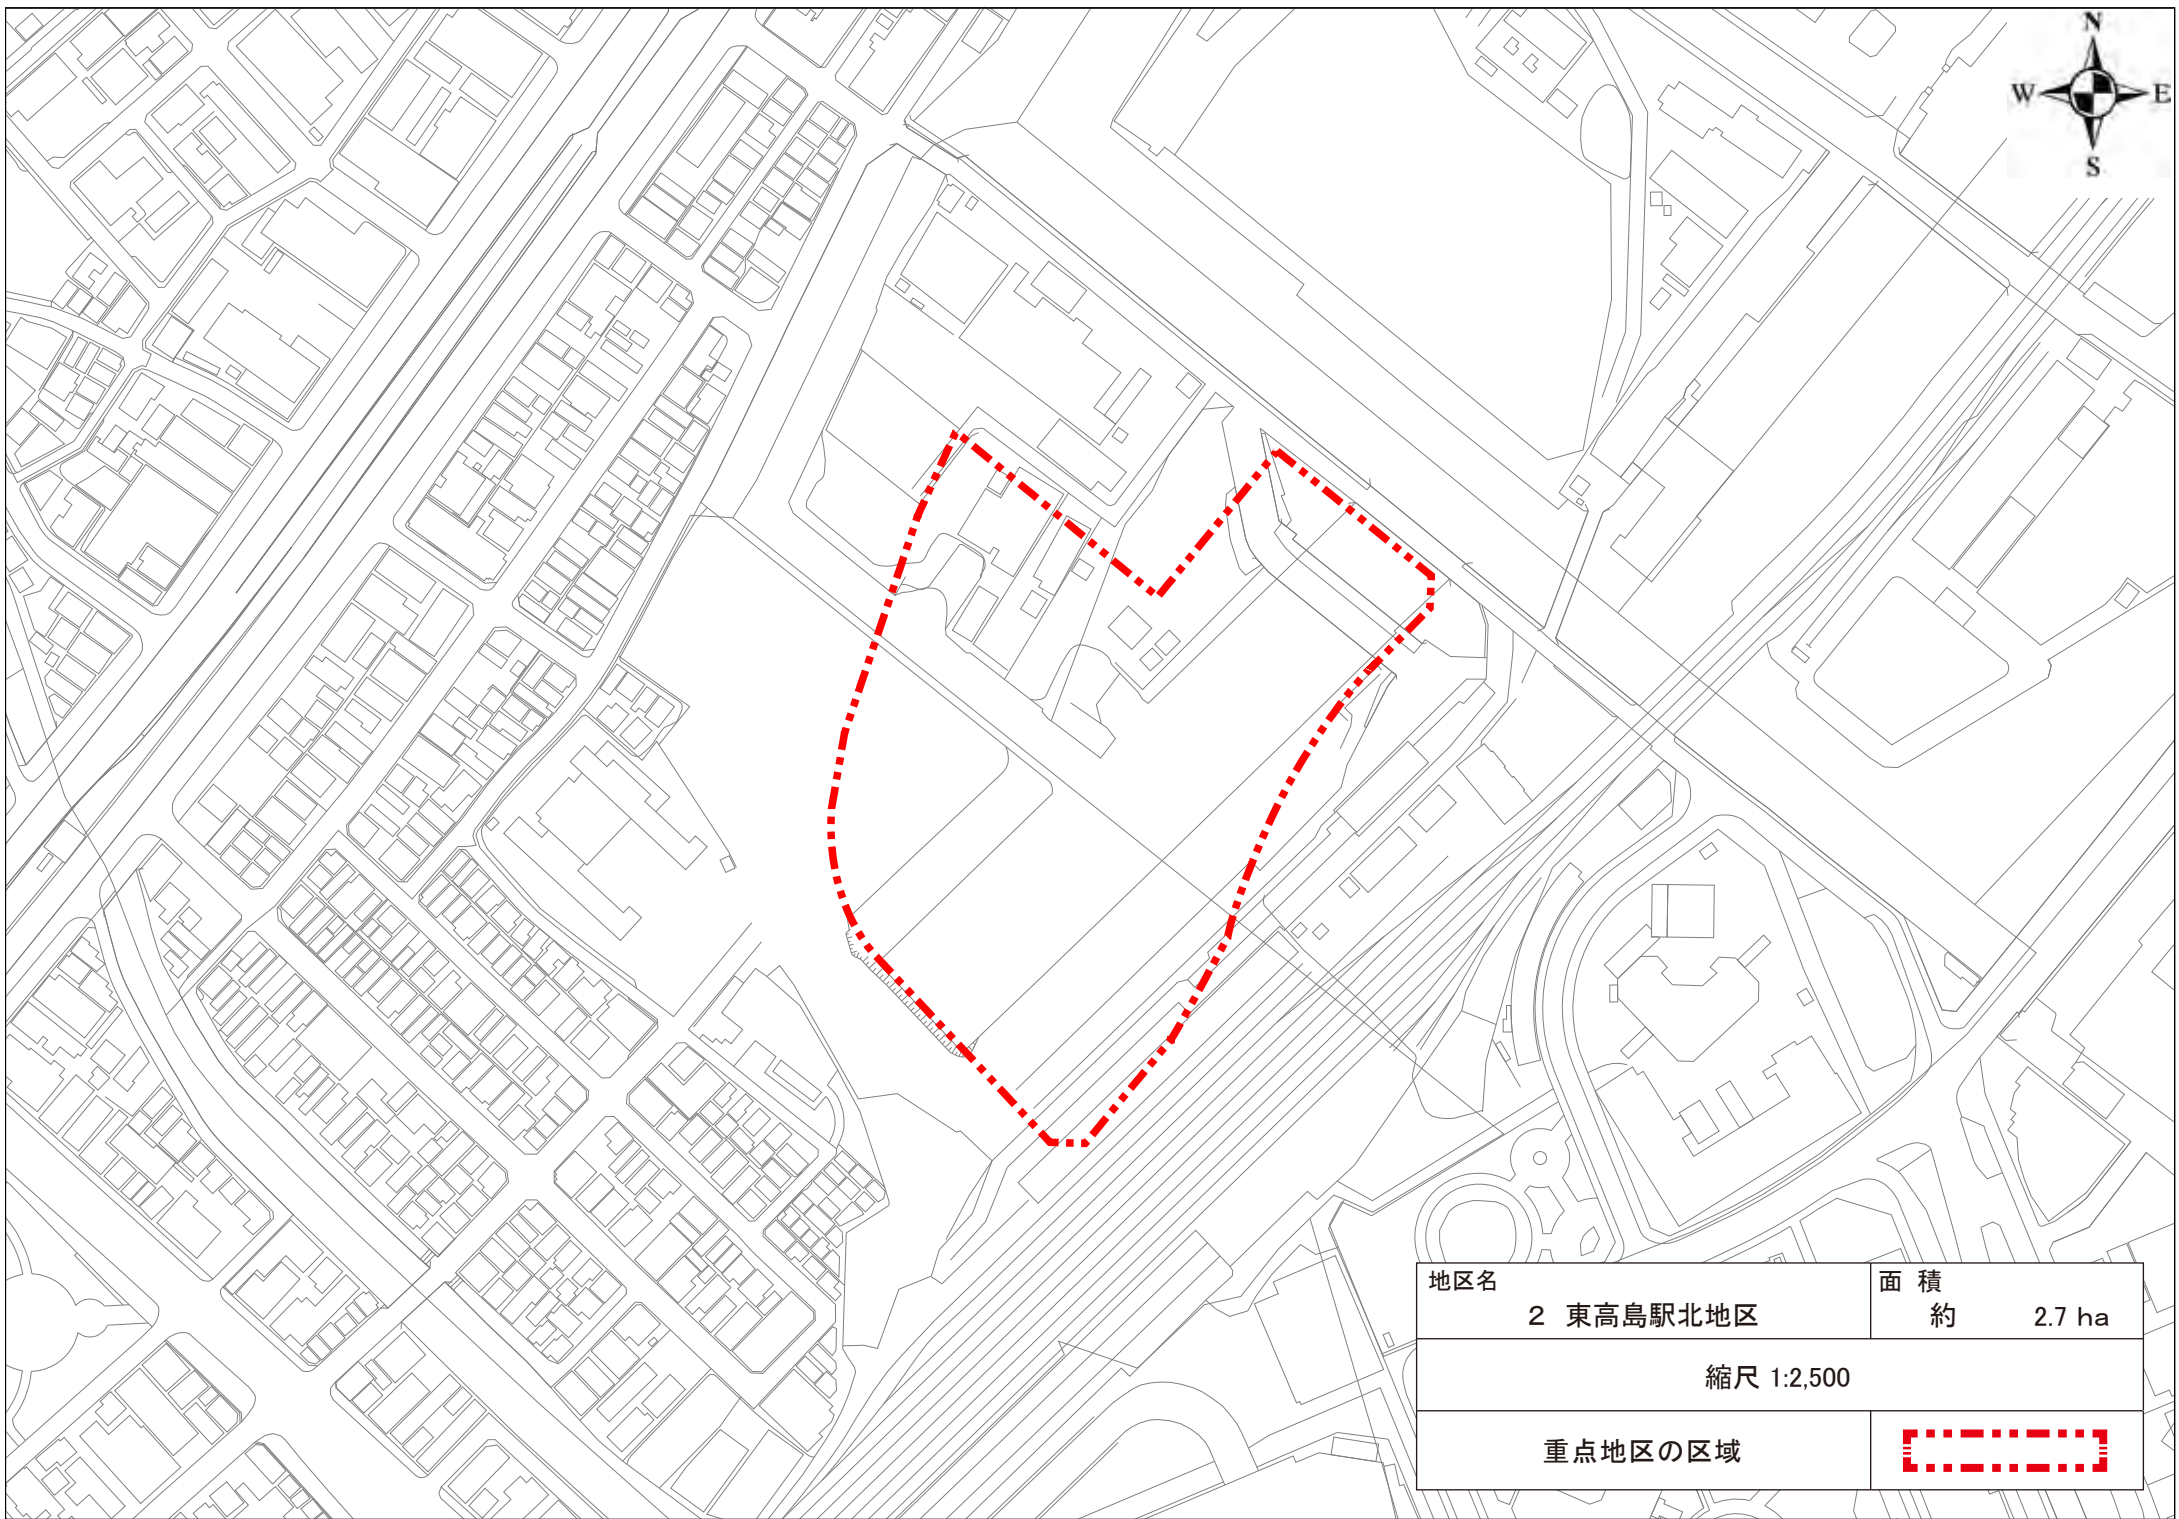 N
W E
S
地区名
2 東高島駅北地区
面 積
約 2.7 ha
縮尺 1:2,500
重点地区の区域